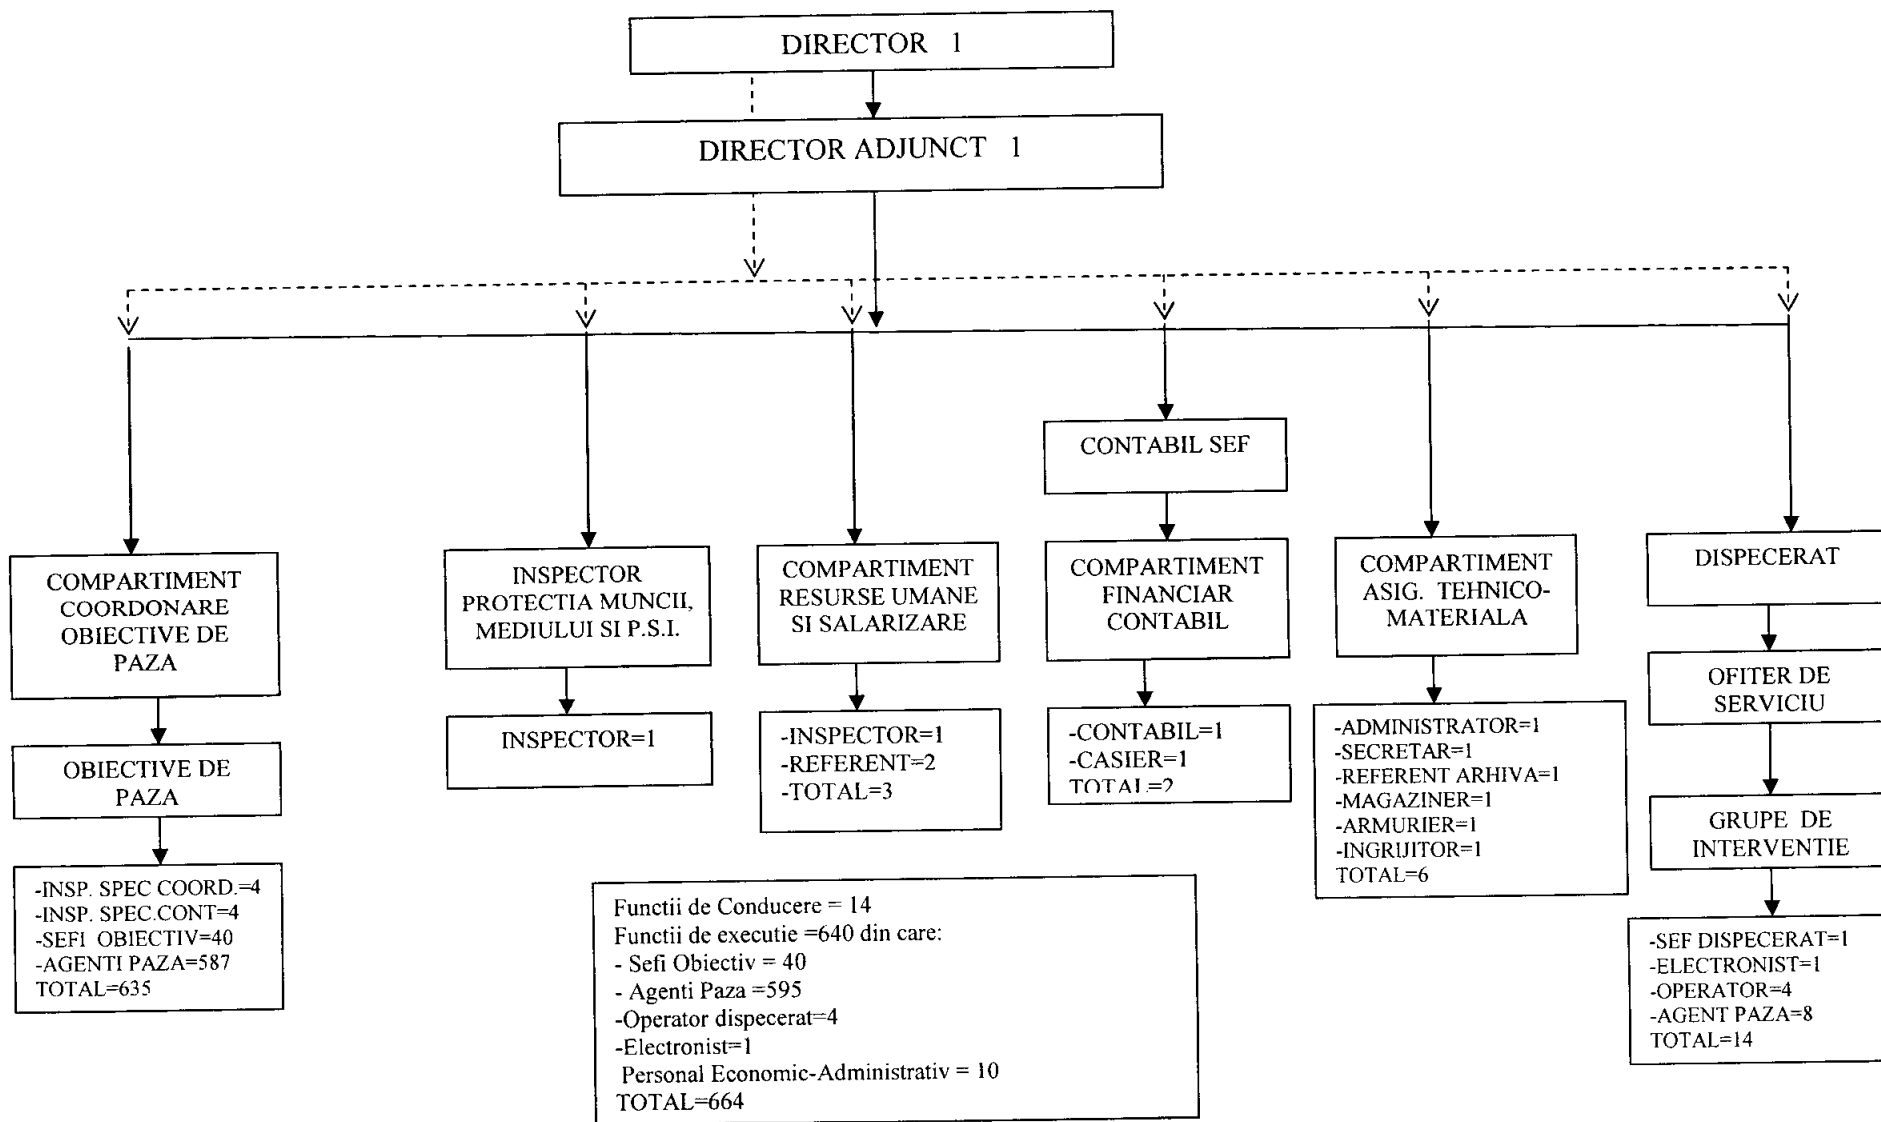 DIRECTOR 1
DIRECTOR ADJUNCT 1
CONTABIL SEF
COMPARTIMENT
COORDONARE
OBIECTIVE DE
PAZA
INSPECTOR
PROTECTIA MUNCII,
MEDIULUI SI P.S.I.
COMPARTIMENT
RESURSE UMANE
SI SALARIZARE
COMPARTIMENT
FINANCIAR
CONTABIL
COMPARTIMENT
ASIG. TEHNICO-
MATERIALA
DISPECERAT
OBIECTIVE DE
PAZA
INSPECTOR=1
-INSPECTOR=1
-REFERENT=2
-TOTAL=3
-CONTABIL=1
-CASIER=1
TOTAL=2
-ADMINISTRATOR=1
-SECRETAR=1
-REFERENT ARHIVA=1
-MAGAZINER=1
-ARMURIER=1
-INGRIJITOR=1
TOTAL=6
OFITER DE
SERVICIU
GRUPE DE
INTERVENTIE
-INSP. SPEC COORD.=4
-INSP. SPEC.CONT=4
-SEFI OBIECTIV=40
-AGENTI PAZA=587
TOTAL=635
Functii de Conducere = 14
Functii de executie =640 din care:
- Sefi Obiectiv = 40
- Agenti Paza =595
-Operator dispecerat=4
-Electronist=1
Personal Economic-Administrativ = 10
TOTAL=664
-SEF DISPECERAT=1
-ELECTRONIST=1
-OPERATOR=4
-AGENT PAZA=8
TOTAL=14